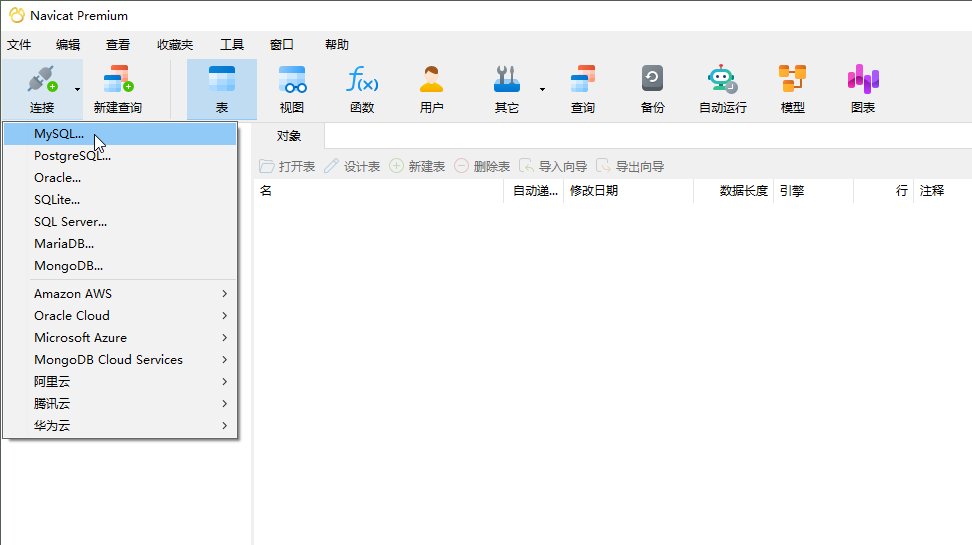 Navicat Premium
文件 编辑 查看 收藏夹 工具 窗口 帮助
连接 新建查询 表 视图 函数 用户 其它 查询 备份 自动运行 模型 图表
f(x)
MySQL...
PostgreSQL...
Oracle...
SQLite...
SQL Server...
MariaDB...
MongoDB...
Amazon AWS
Oracle Cloud
Microsoft Azure
MongoDB Cloud Services
阿里云
腾讯云
华为云
对象
打开表 设计表 新建表 删除表 导入向导 导出向导
名 自动递... 修改日期 数据长度 引擎 行 注释